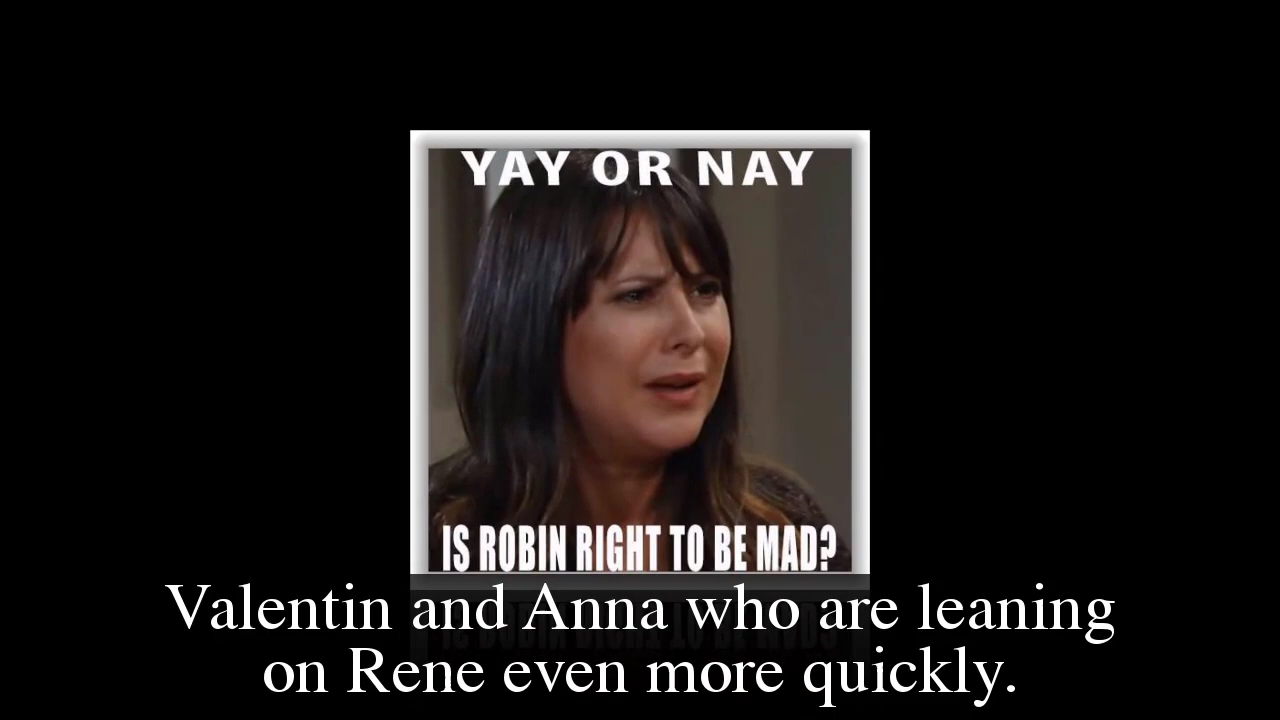 YAY OR NAY
IS ROBIN RIGHT TO BE MAD?
Valentin and Anna who are leaning
on Rene even more quickly.